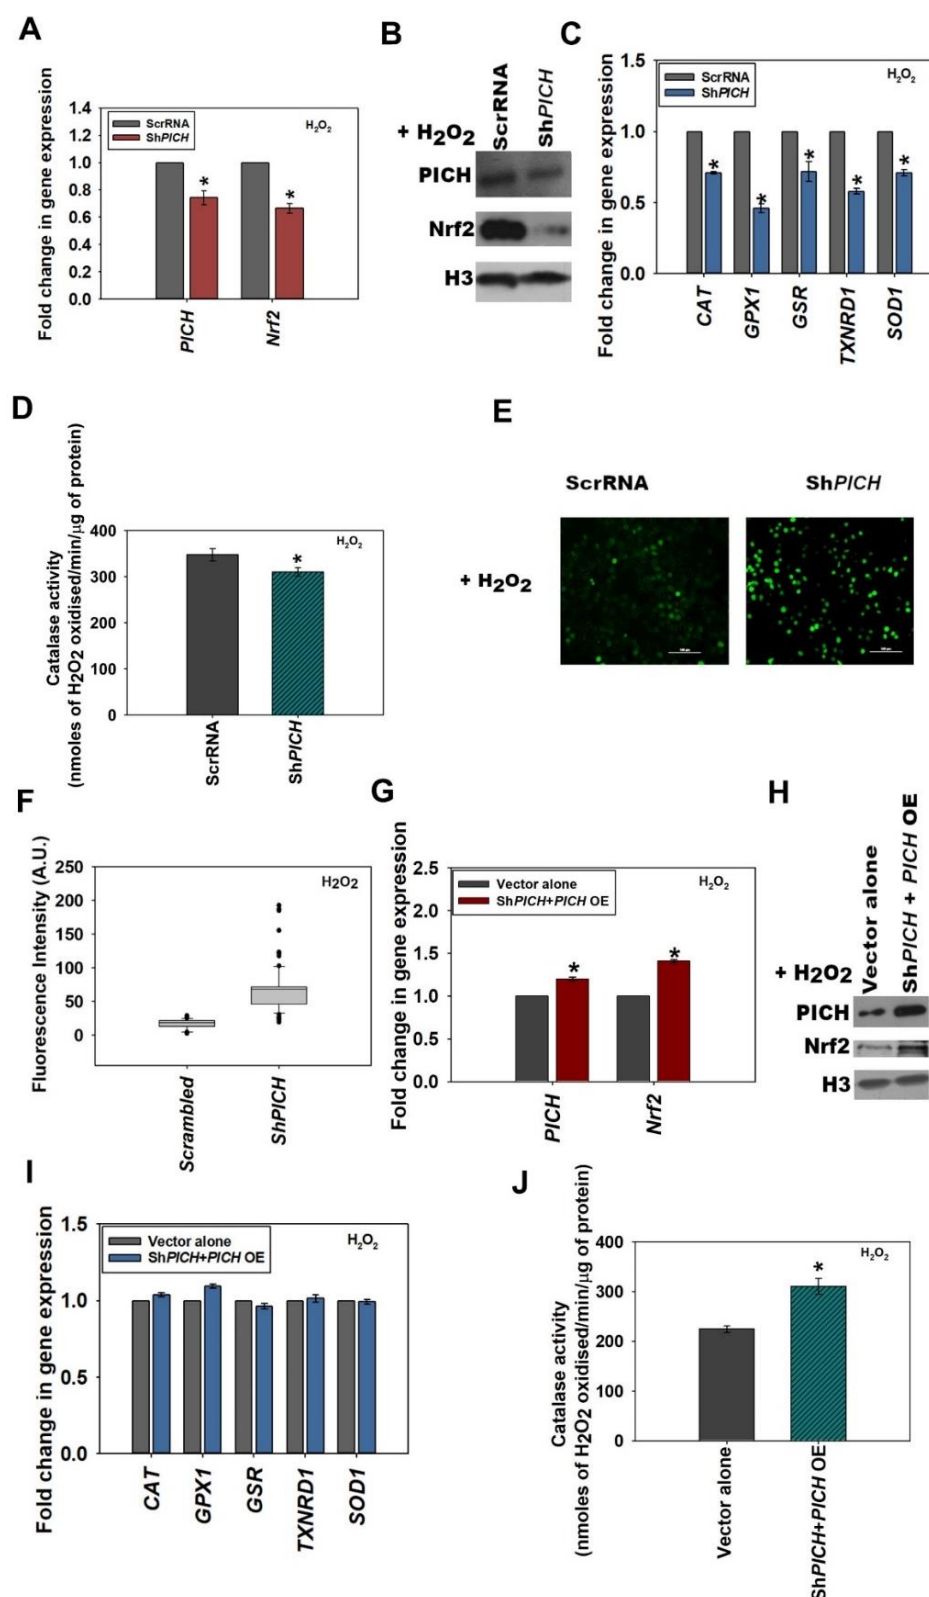 A
Fold change in gene expression
1.4
1.2
1.0
0.8
0.6
0.4
0.2
0.0
ScrRNA
ShPICH
H2O2
*
*
PICH
Nrf2
B
ScrRNA
ShPICH
+ H2O2
PICH
Nrf2
H3
C
Fold change in gene expression
1.5
1.0
0.5
0.0
ScrRNA
ShPICH
H2O2
*
*
*
*
*
CAT
GPX1
GSR
TXNRD1
SOD1
D
Catalase activity
(nmoles of H2O2 oxidised/min/µg of protein)
400
300
200
100
0
H2O2
*
ScrRNA
ShPICH
E
ScrRNA
ShPICH
+ H2O2
F
Fluorescence Intensity (A.U.)
250
200
150
100
50
0
H2O2
Scrambled
ShPICH
G
Fold change in gene expression
2.5
2.0
1.5
1.0
0.5
0.0
Vector alone
ShPICH+PICH OE
H2O2
*
*
PICH
Nrf2
H
Vector alone
ShPICH + PICH OE
+ H2O2
PICH
Nrf2
H3
I
Fold change in gene expression
1.5
1.0
0.5
0.0
Vector alone
ShPICH+PICH OE
H2O2
CAT
GPX1
GSR
TXNRD1
SOD1
J
Catalase activity
(nmoles of H2O2 oxidised/min/µg of protein)
400
300
200
100
0
H2O2
*
Vector alone
ShPICH+PICH OE